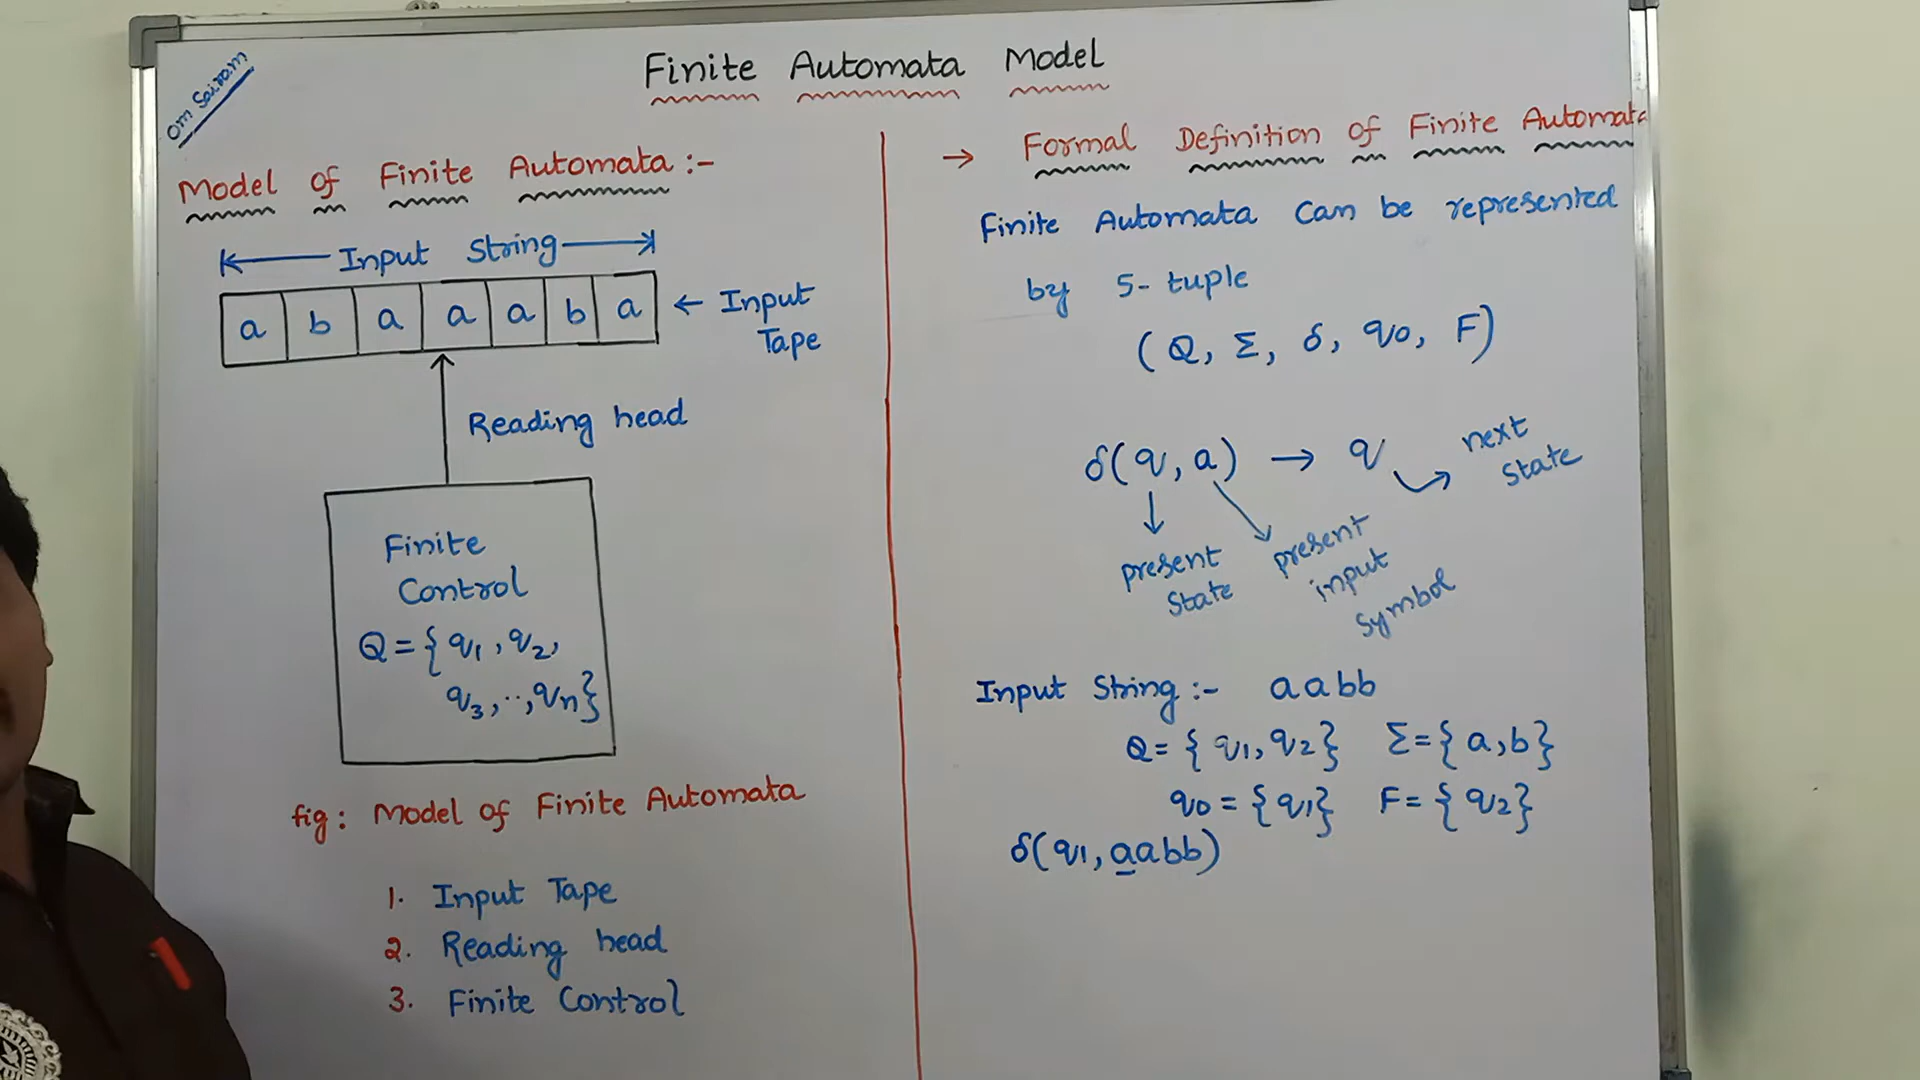 Om Sairam
Finite Automata Model
Model of Finite Automata :-
Input String
a b a a a b a
← Input
Tape
Reading head
Finite
Control
Q = { q1, q2,
q3, .., qn }
fig : Model of Finite Automata
1. Input Tape
2. Reading head
3. Finite Control
→ Formal Definition of Finite Automata
Finite Automata Can be represented
by 5- tuple
( Q, Σ, δ, q0, F )
δ( q, a ) → q
next
State
present
State
present
input
symbol
Input String :- aabb
Q = { q1, q2 } Σ = { a, b }
q0 = { q1 } F = { q2 }
δ( q1, aabb )